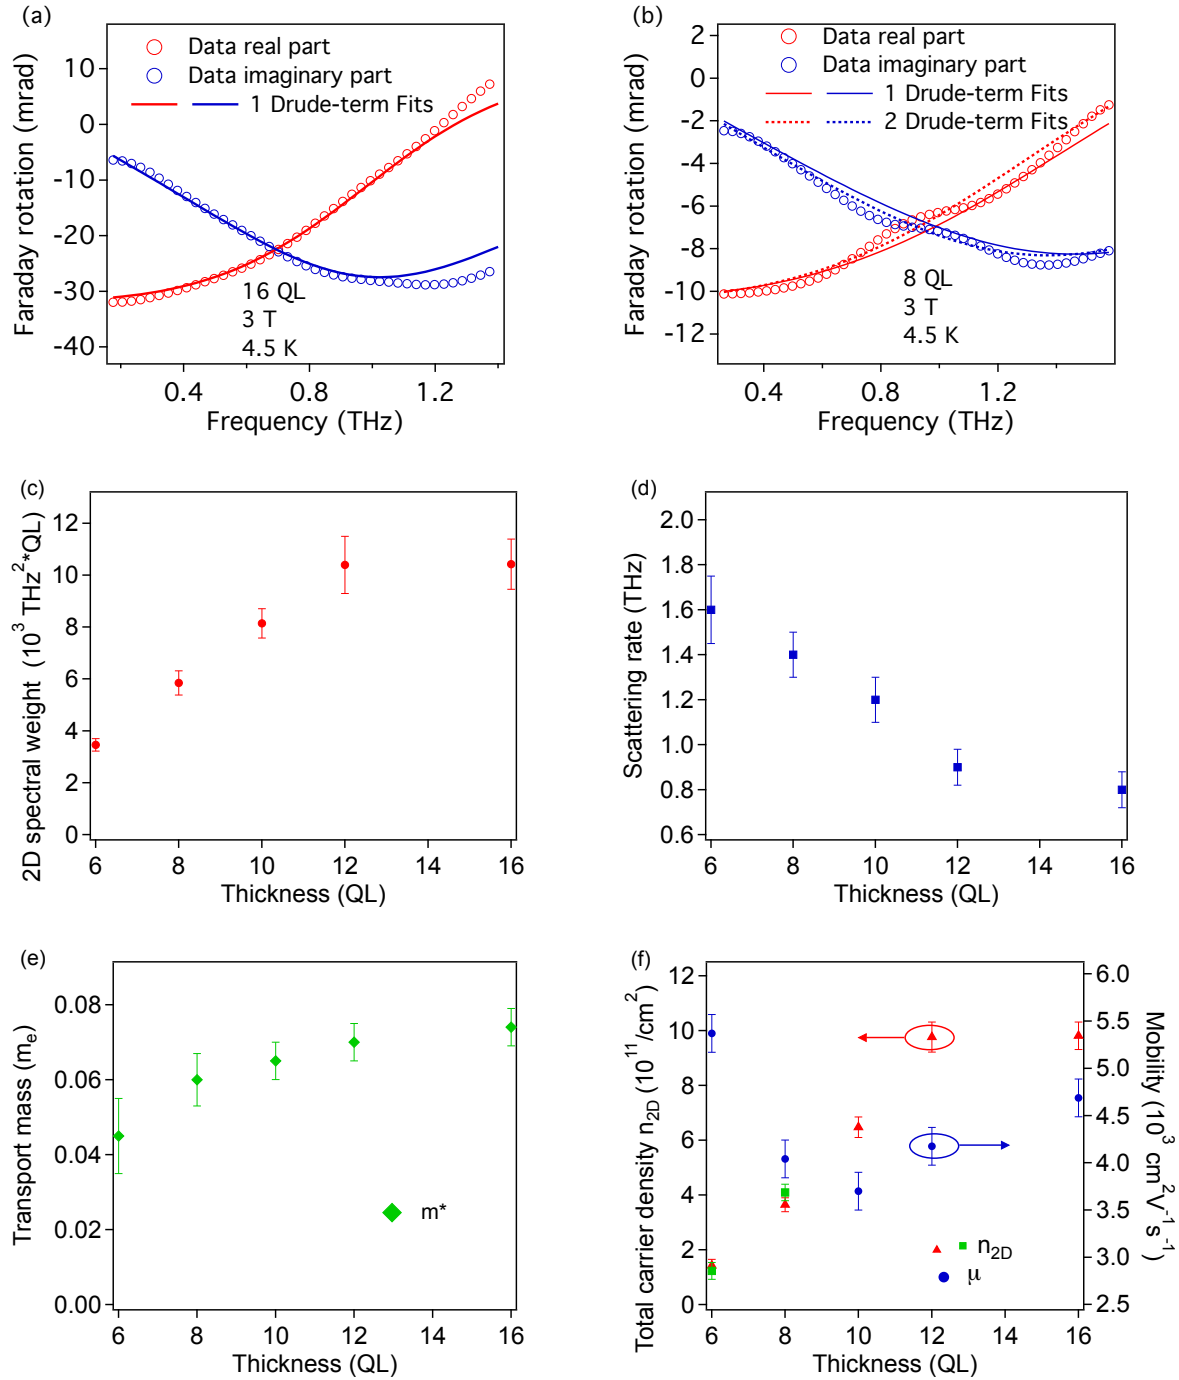 (a)
Faraday rotation (mrad)
10
0
-10
-20
-30
-40
Data real part
Data imaginary part
1 Drude-term Fits
16 QL
3 T
4.5 K
0.4
0.8
1.2
Frequency (THz)
(b)
Faraday rotation (mrad)
2
0
-2
-4
-6
-8
-10
-12
Data real part
Data imaginary part
1 Drude-term Fits
2 Drude-term Fits
8 QL
3 T
4.5 K
0.4
0.8
1.2
Frequency (THz)
(c)
2D spectral weight (10³ THz²*QL)
12
10
8
6
4
2
0
6
8
10
12
14
16
Thickness (QL)
(d)
Scattering rate (THz)
2.0
1.8
1.6
1.4
1.2
1.0
0.8
0.6
6
8
10
12
14
16
Thickness (QL)
(e)
Transport mass (mₑ)
0.08
0.06
0.04
0.02
0.00
m*
6
8
10
12
14
16
Thickness (QL)
(f)
Total carrier density n₂D (10¹¹/cm²)
12
10
8
6
4
2
0
n₂D
μ
6.0
5.5
5.0
4.5
4.0
3.5
3.0
2.5
Mobility (10³ cm²V⁻¹s⁻¹)
6
8
10
12
14
16
Thickness (QL)